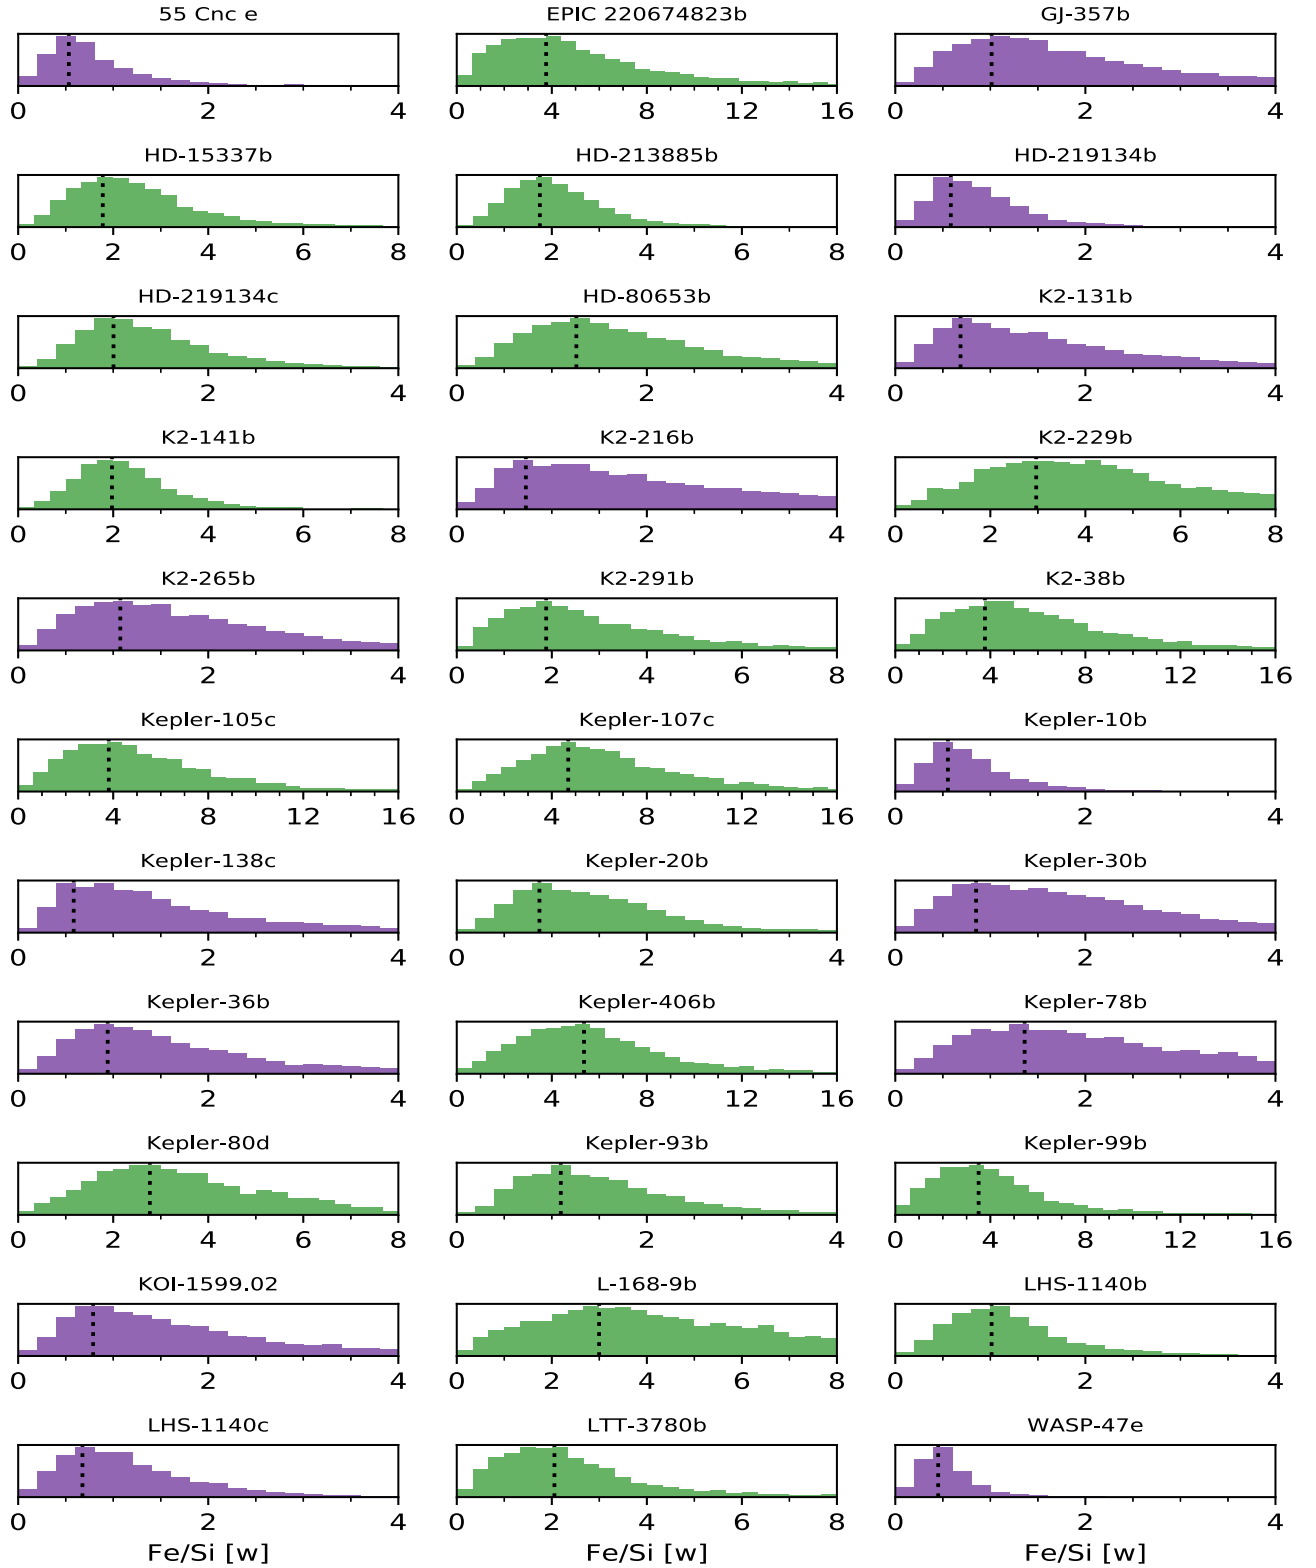 55 Cnc e EPIC 220674823b GJ-357b
0 2 4 0 4 8 12 16 0 2 4
HD-15337b HD-213885b HD-219134b
0 2 4 6 8 0 2 4 6 8 0 2 4
HD-219134c HD-80653b K2-131b
0 2 4 0 2 4 0 2 4
K2-141b K2-216b K2-229b
0 2 4 6 8 0 2 4 0 2 4 6 8
K2-265b K2-291b K2-38b
0 2 4 0 2 4 6 8 0 4 8 12 16
Kepler-105c Kepler-107c Kepler-10b
0 4 8 12 16 0 4 8 12 16 0 2 4
Kepler-138c Kepler-20b Kepler-30b
0 2 4 0 2 4 0 2 4
Kepler-36b Kepler-406b Kepler-78b
0 2 4 0 4 8 12 16 0 2 4
Kepler-80d Kepler-93b Kepler-99b
0 2 4 6 8 0 2 4 0 4 8 12 16
KOI-1599.02 L-168-9b LHS-1140b
0 2 4 0 2 4 6 8 0 2 4
LHS-1140c LTT-3780b WASP-47e
0 2 4 0 2 4 6 8 0 2 4
Fe/Si [w] Fe/Si [w] Fe/Si [w]